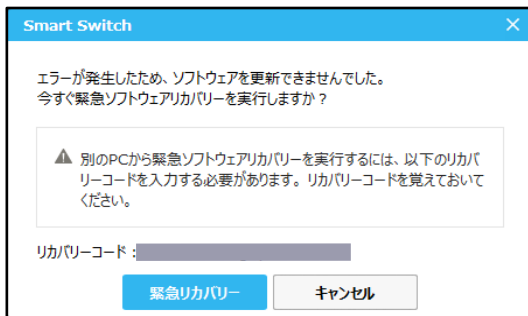 Smart Switch
エラーが発生したため、ソフトウェアを更新できませんでした。
今すぐ緊急ソフトウェアリカバリーを実行しますか？
別のPCから緊急ソフトウェアリカバリーを実行するには、以下のリカバ
リーコードを入力する必要があります。リカバリーコードを覚えておいて
ください。
リカバリーコード：
緊急リカバリー
キャンセル